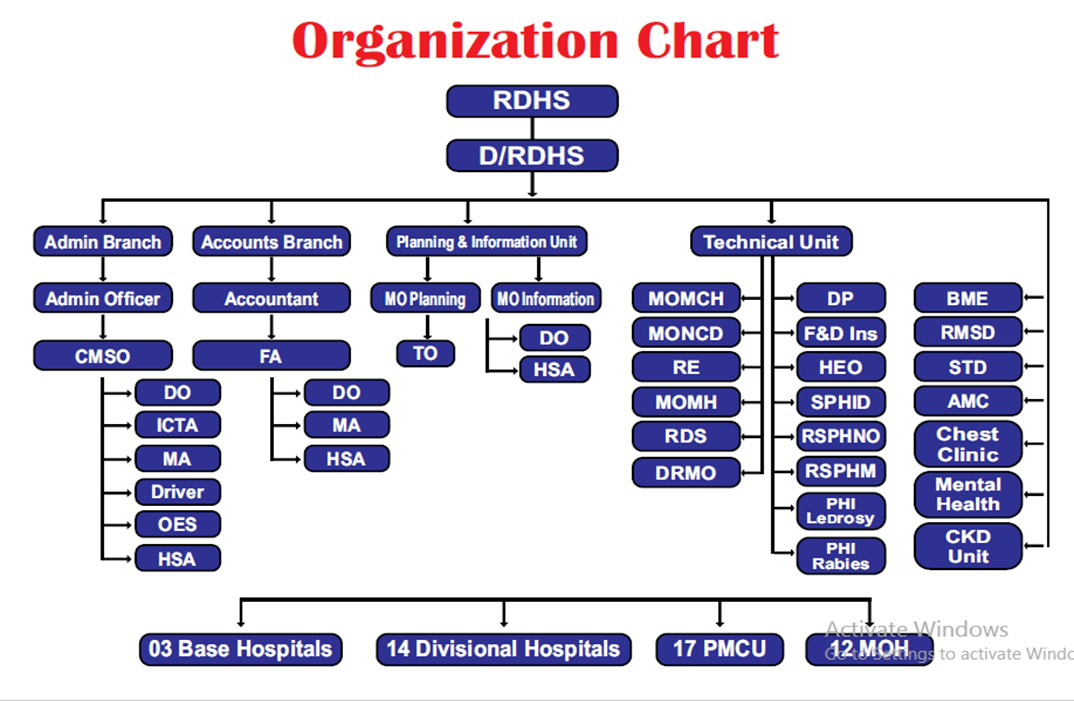 Organization Chart
RDHS
D/RDHS
Admin Branch
Accounts Branch
Planning & Information Unit
Technical Unit
Admin Officer
Accountant
MO Planning
MO Information
CMSO
FA
TO
DO
HSA
DO
ICTA
MA
Driver
OES
HSA
DO
MA
HSA
MOMCH
MONCD
RE
MOMH
RDS
DRMO
DP
F&D Ins
HEO
SPHID
RSPHNO
RSPHM
PHI
Leprosy
PHI
Rabies
BME
RMSD
STD
AMC
Chest
Clinic
Mental
Health
CKD
Unit
03 Base Hospitals
14 Divisional Hospitals
17 PMCU
12 MOH
Activate Windows
Go to Settings to activate Windo